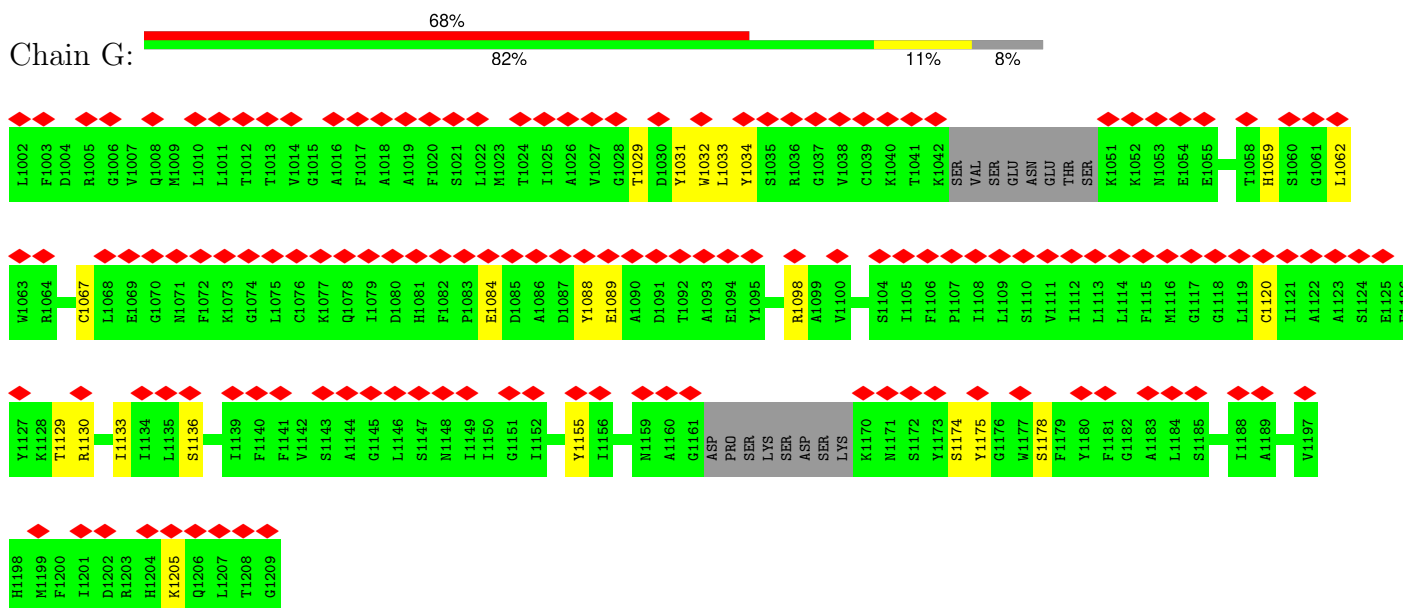 68%
Chain G:
82% 11% 8%
L1002 F1003 D1004 R1005 G1006 V1007 Q1008 M1009 L1010 L1011 T1012 T1013 V1014 G1015 A1016 F1017 A1018 A1019 F1020 S1021 L1022 M1023 T1024 I1025 A1026 V1027 G1028 T1029 D1030 Y1031 W1032 L1033 Y1034 S1035 R1036 G1037 V1038 C1039 K1040 T1041 K1042 SER VAL SER GLU ASN GLU THR SER K1051 K1052 N1053 E1054 E1055 T1058 H1059 S1060 G1061 L1062
W1063 R1064 C1067 L1068 E1069 G1070 N1071 F1072 K1073 G1074 L1075 C1076 K1077 Q1078 I1079 D1080 H1081 F1082 P1083 E1084 D1085 A1086 D1087 Y1088 E1089 A1090 D1091 T1092 A1093 E1094 Y1095 R1098 A1099 V1100 S1104 I1105 F1106 P1107 I1108 L1109 S1110 V1111 I1112 L1113 L1114 F1115 M1116 G1117 G1118 L1119 C1120 I1121 A1122 A1123 S1124 E1125
Y1127 K1128 T1129 R1130 I1133 I1134 L1135 S1136 I1139 F1140 F1141 V1142 S1143 A1144 G1145 L1146 S1147 N1148 I1149 I1150 G1151 I1152 Y1155 I1156 N1159 A1160 G1161 ASP PRO SER LYS SER ASP SER LYS K1170 N1171 S1172 Y1173 S1174 Y1175 G1176 W1177 S1178 F1179 Y1180 F1181 G1182 A1183 L1184 S1185 I1188 A1189 V1197
H1198 M1199 F1200 I1201 D1202 R1203 H1204 K1205 Q1206 L1207 T1208 G1209